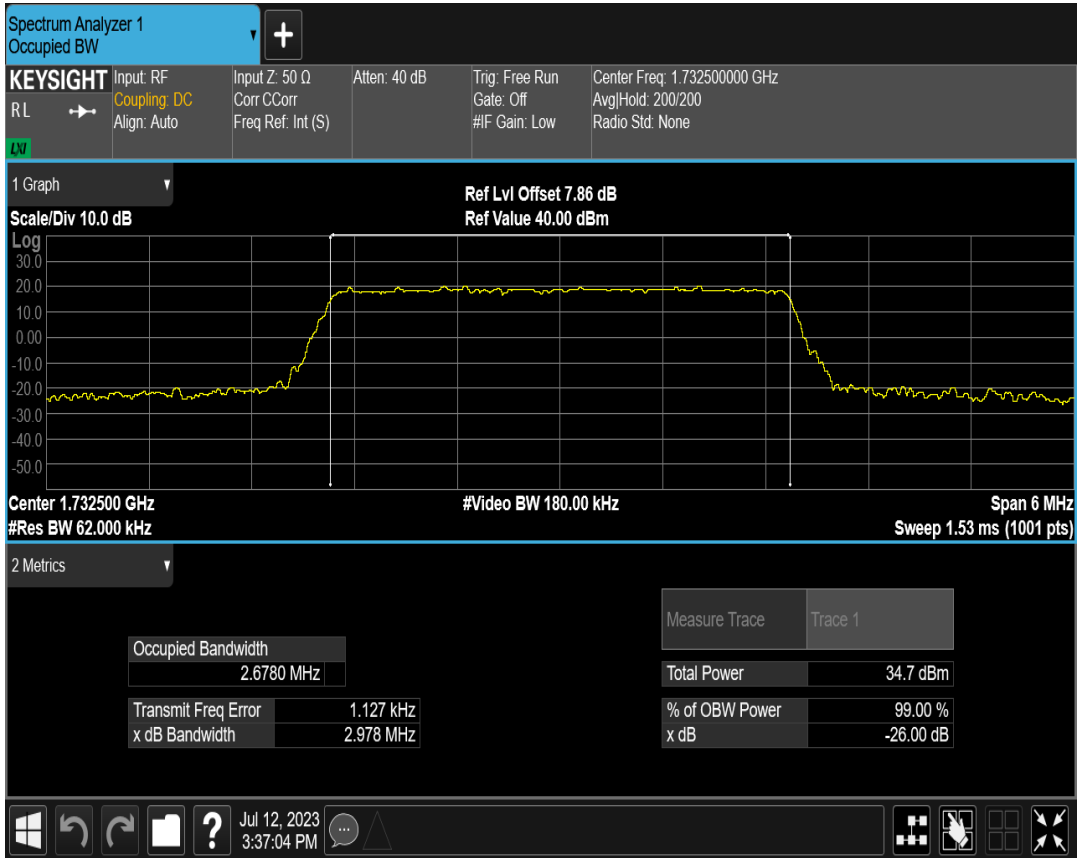 Spectrum Analyzer 1
Occupied BW
+
KEYSIGHT
R L
LXI
Input: RF
Coupling: DC
Align: Auto
Input Z: 50 Ω
Corr CCorr
Freq Ref: Int (S)
Atten: 40 dB
Trig: Free Run
Gate: Off
#IF Gain: Low
Center Freq: 1.732500000 GHz
Avg|Hold: 200/200
Radio Std: None
1 Graph
Scale/Div 10.0 dB
Ref Lvl Offset 7.86 dB
Ref Value 40.00 dBm
Log
30.0
20.0
10.0
0.00
-10.0
-20.0
-30.0
-40.0
-50.0
Center 1.732500 GHz
#Video BW 180.00 kHz
Span 6 MHz
#Res BW 62.000 kHz
Sweep 1.53 ms (1001 pts)
2 Metrics
Measure Trace Trace 1
Occupied Bandwidth
2.6780 MHz
Total Power 34.7 dBm
Transmit Freq Error 1.127 kHz
% of OBW Power 99.00 %
x dB Bandwidth 2.978 MHz
x dB -26.00 dB
?
Jul 12, 2023
3:37:04 PM